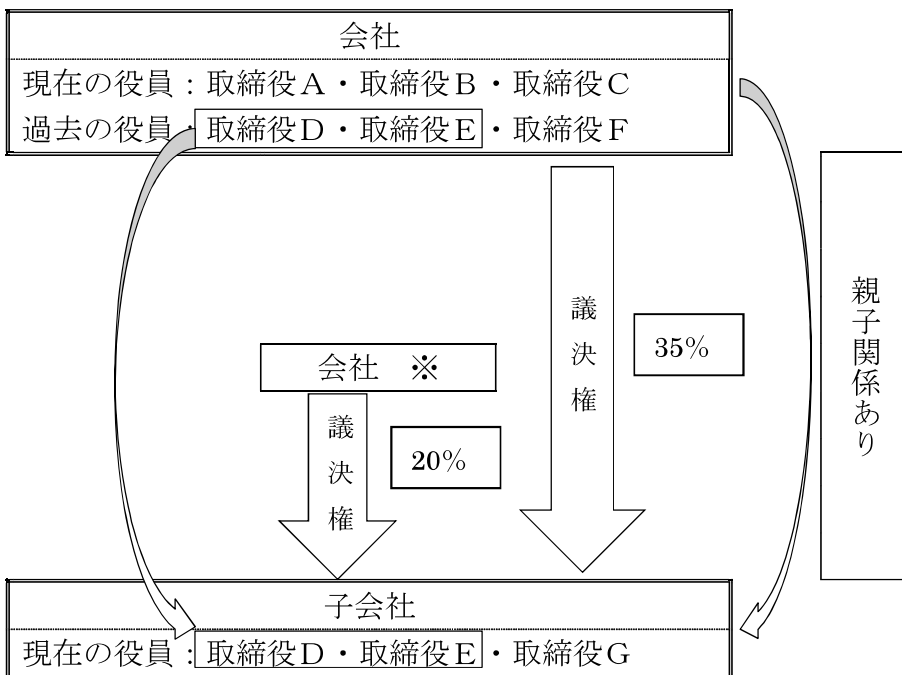 会社
現在の役員：取締役A・取締役B・取締役C
過去の役員：取締役D・取締役E・取締役F
議決権
35%
親子関係あり
会社　※
議決権
20%
子会社
現在の役員：取締役D・取締役E・取締役G